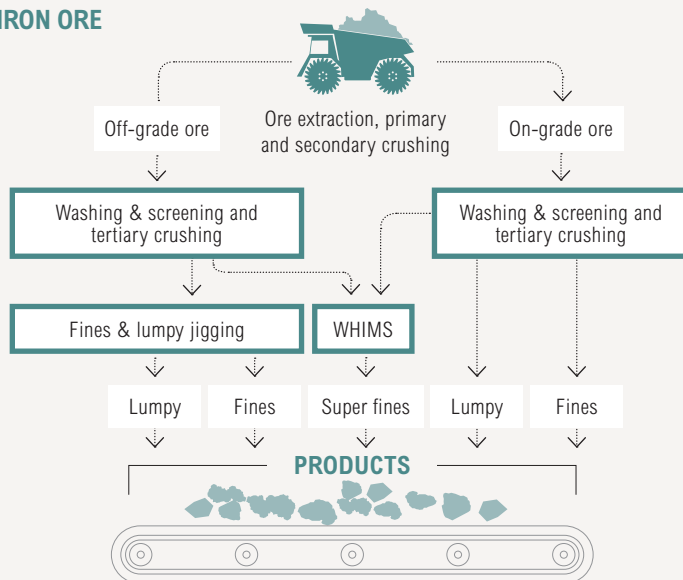 IRON ORE
Ore extraction, primary
and secondary crushing
Off-grade ore
On-grade ore
Washing & screening and
tertiary crushing
Washing & screening and
tertiary crushing
Fines & lumpy jigging
WHIMS
Lumpy
Fines
Super fines
Lumpy
Fines
PRODUCTS